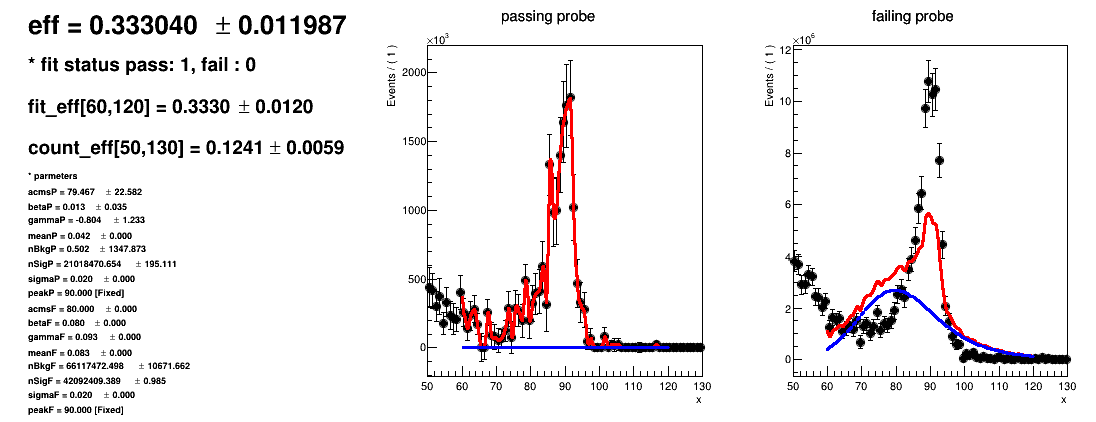 eff = 0.333040 ± 0.011987
* fit status pass: 1, fail : 0
fit_eff[60,120] = 0.3330 ± 0.0120
count_eff[50,130] = 0.1241 ± 0.0059
* parmeters
acmsP = 79.467 ± 22.582
betaP = 0.013 ± 0.035
gammaP = -0.804 ± 1.233
meanP = 0.042 ± 0.000
nBkgP = 0.502 ± 1347.873
nSigP = 21018470.654 ± 195.111
sigmaP = 0.020 ± 0.000
peakP = 90.000 [Fixed]
acmsF = 80.000 ± 0.000
betaF = 0.080 ± 0.000
gammaF = 0.093 ± 0.000
meanF = 0.083 ± 0.000
nBkgF = 66117472.498 ± 10671.662
nSigF = 42092409.389 ± 0.985
sigmaF = 0.020 ± 0.000
peakF = 90.000 [Fixed]
passing probe
×10³
Events / ( 1 )
2000
1500
1000
500
0
50 60 70 80 90 100 110 120 130
x
failing probe
×10⁶
Events / ( 1 )
12
10
8
6
4
2
0
50 60 70 80 90 100 110 120 130
x